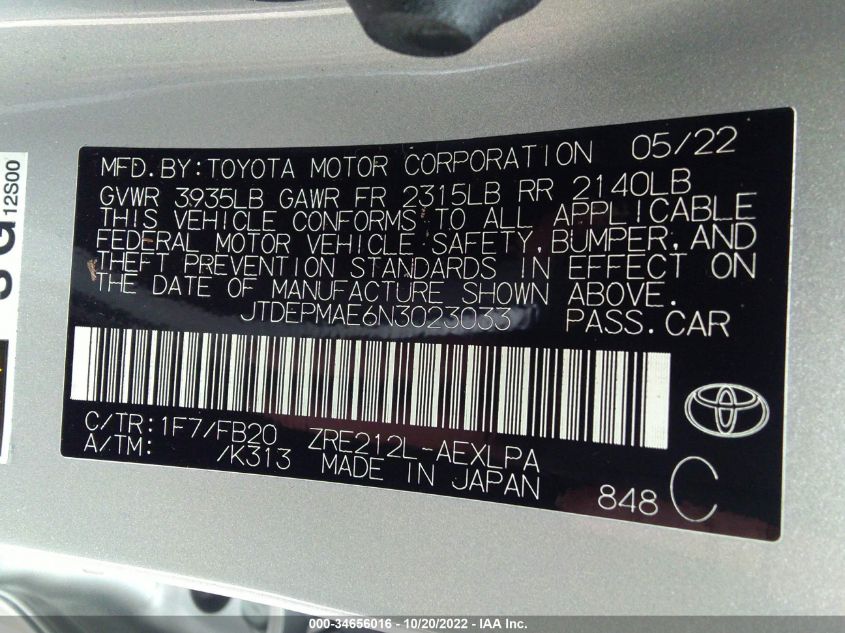 MFD.BY:TOYOTA MOTOR CORPORATION 05/22
GVWR 3935LB GAWR FR 2315LB RR 2140LB
THIS VEHICLE CONFORMS TO ALL APPLICABLE
FEDERAL MOTOR VEHICLE SAFETY, BUMPER, AND
THEFT PREVENTION STANDARDS IN EFFECT ON
THE DATE OF MANUFACTURE SHOWN ABOVE.
JTDEPMAE6N3023033 PASS.CAR
C/TR:1F7/FB20 ZRE212L-AEXLPA
A/TM: /K313 MADE IN JAPAN
848 C
12S00
000-34656016 - 10/20/2022 - IAA Inc.